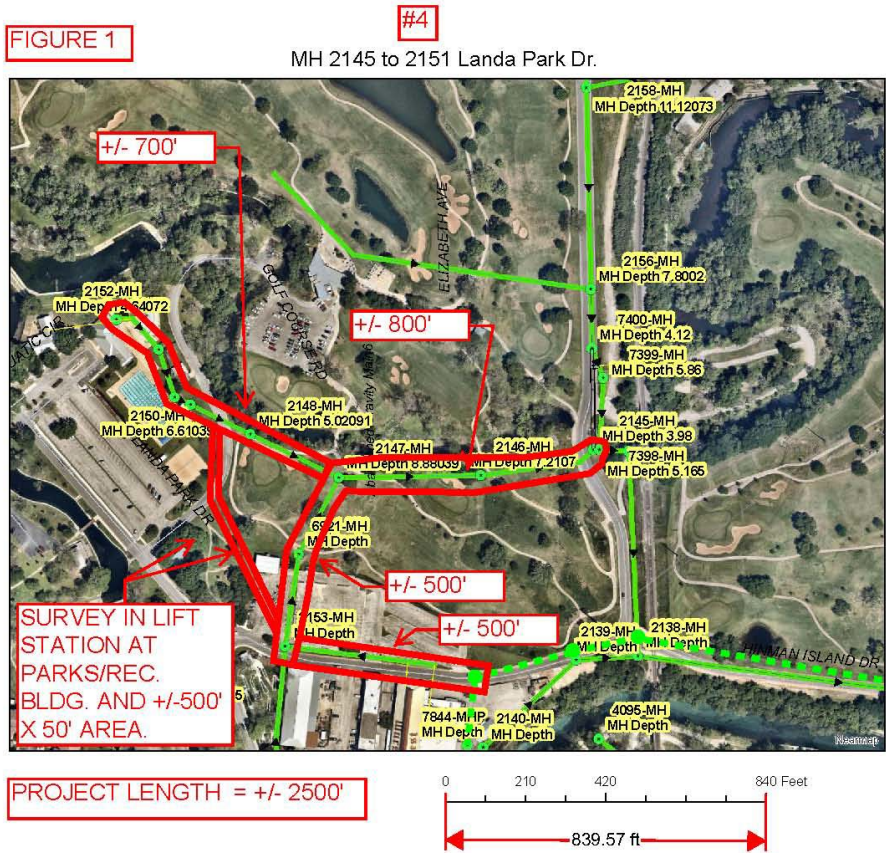 #4
FIGURE 1
MH 2145 to 2151 Landa Park Dr.
2158-MH
MH Depth 11.12073
+/- 700'
ELIZABETH AVE
2156-MH
MH Depth 7.8002
2152-MH
MH Depth 4.64072
GOLF COURSE RD
+/- 800'
7400-MH
MH Depth 4.12
7399-MH
MH Depth 5.86
2150-MH
MH Depth 6.61039
2148-MH
MH Depth 5.02091
2145-MH
MH Depth 3.98
2147-MH
MH Depth 8.88039
2146-MH
MH Depth 7.2107
7398-MH
MH Depth 5.165
LANDA PARK DR
6921-MH
MH Depth
+/- 500'
SURVEY IN LIFT
STATION AT
PARKS/REC.
BLDG. AND +/-500'
X 50' AREA.
2153-MH
MH Depth
+/- 500'
2139-MH
MH Depth
2138-MH
MH Depth
HINMAN ISLAND DR
7844-MHP
MH Depth
2140-MH
MH Depth
4095-MH
MH Depth
Nearmap
PROJECT LENGTH = +/- 2500'
0 210 420 840 Feet
839.57 ft